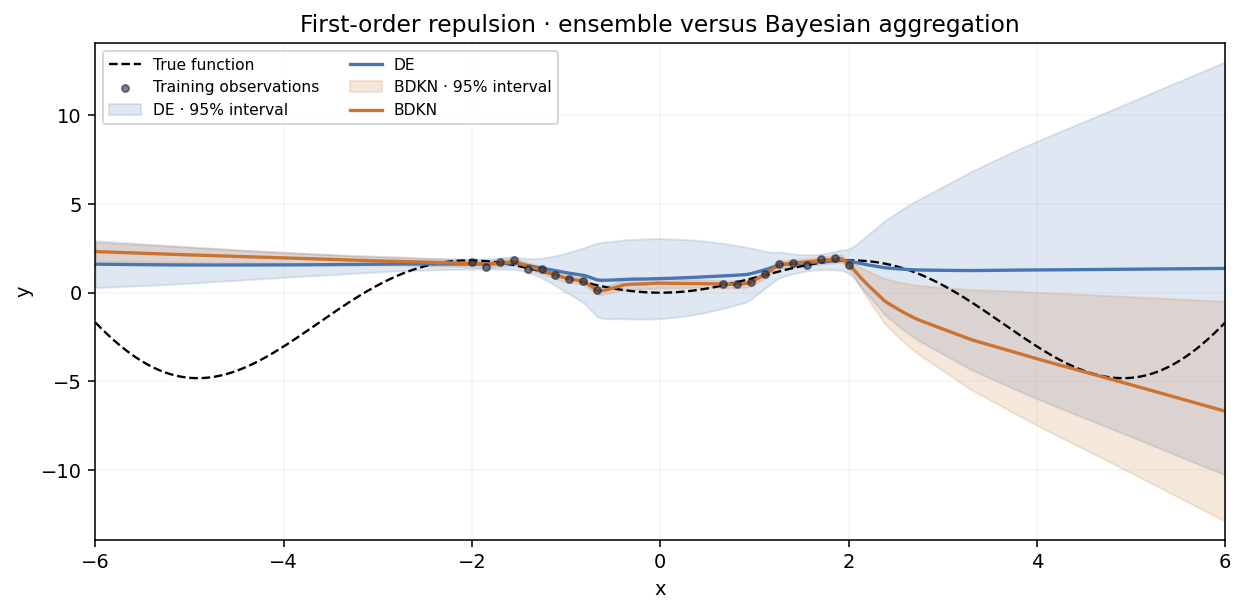 First-order repulsion · ensemble versus Bayesian aggregation
True function
Training observations
DE · 95% interval
DE
BDKN · 95% interval
BDKN
y
10
5
0
−5
−10
−6
−4
−2
0
2
4
6
x